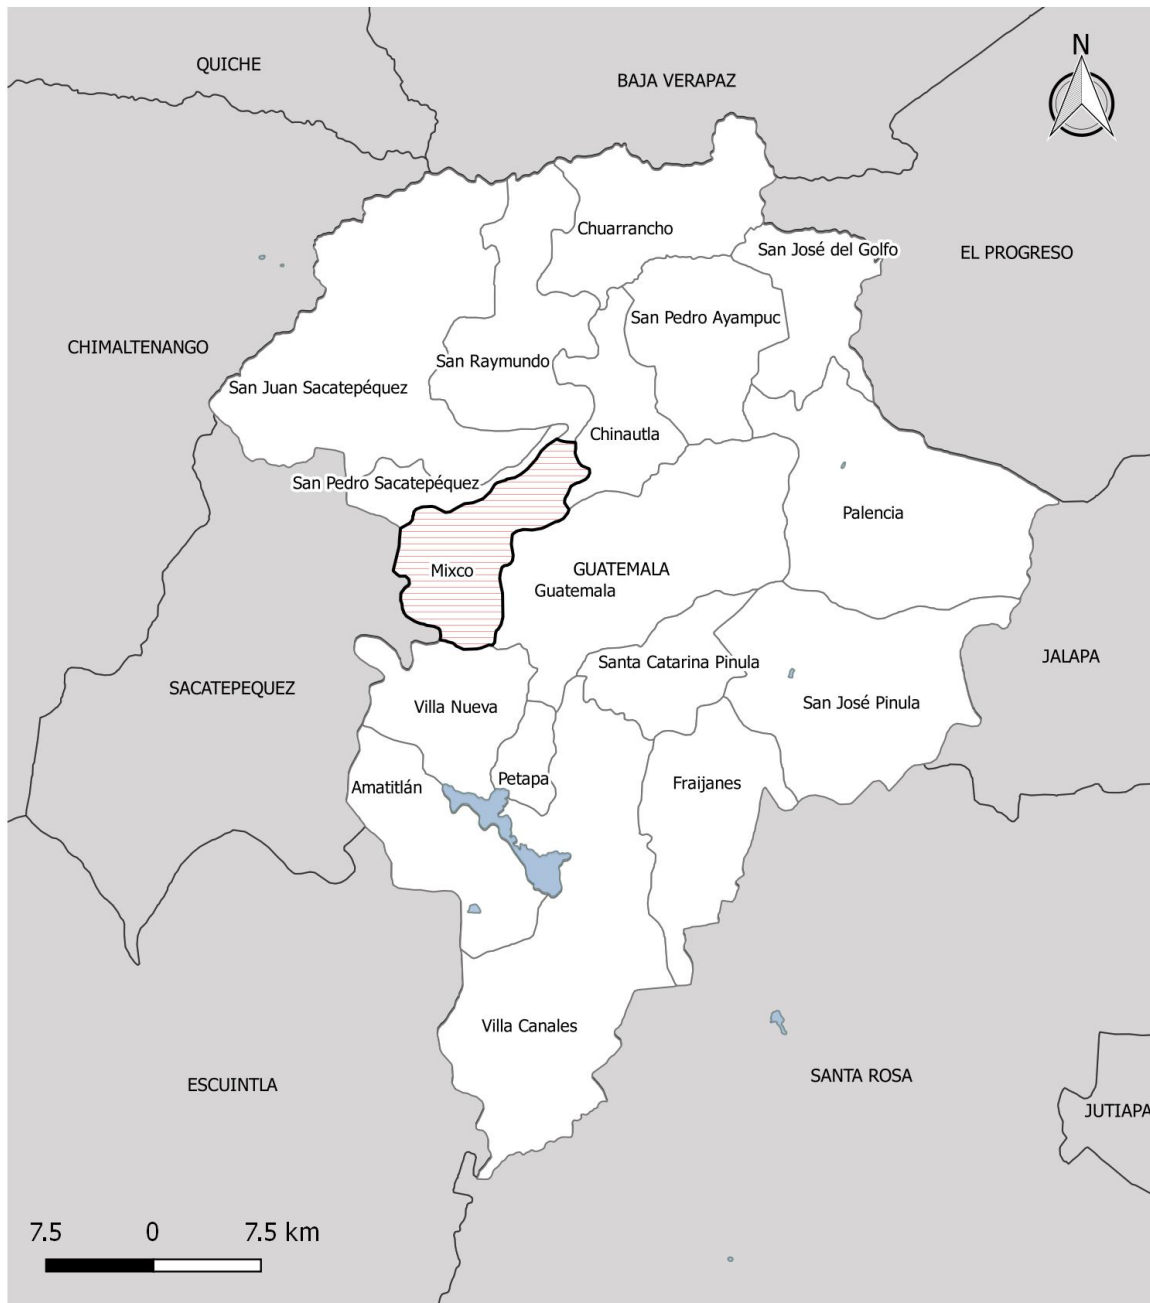 N
QUICHE
BAJA VERAPAZ
Chuarrancho
San José del Golfo
EL PROGRESO
San Pedro Ayampuc
CHIMALTENANGO
San Raymundo
San Juan Sacatepéquez
Chinautla
San Pedro Sacatepéquez
Palencia
Mixco
GUATEMALA
Guatemala
Santa Catarina Pinula
JALAPA
SACATEPEQUEZ
Villa Nueva
San José Pinula
Petapa
Fraijanes
Amatitlán
Villa Canales
SANTA ROSA
ESCUINTLA
JUTIAPA
7.5 0 7.5 km